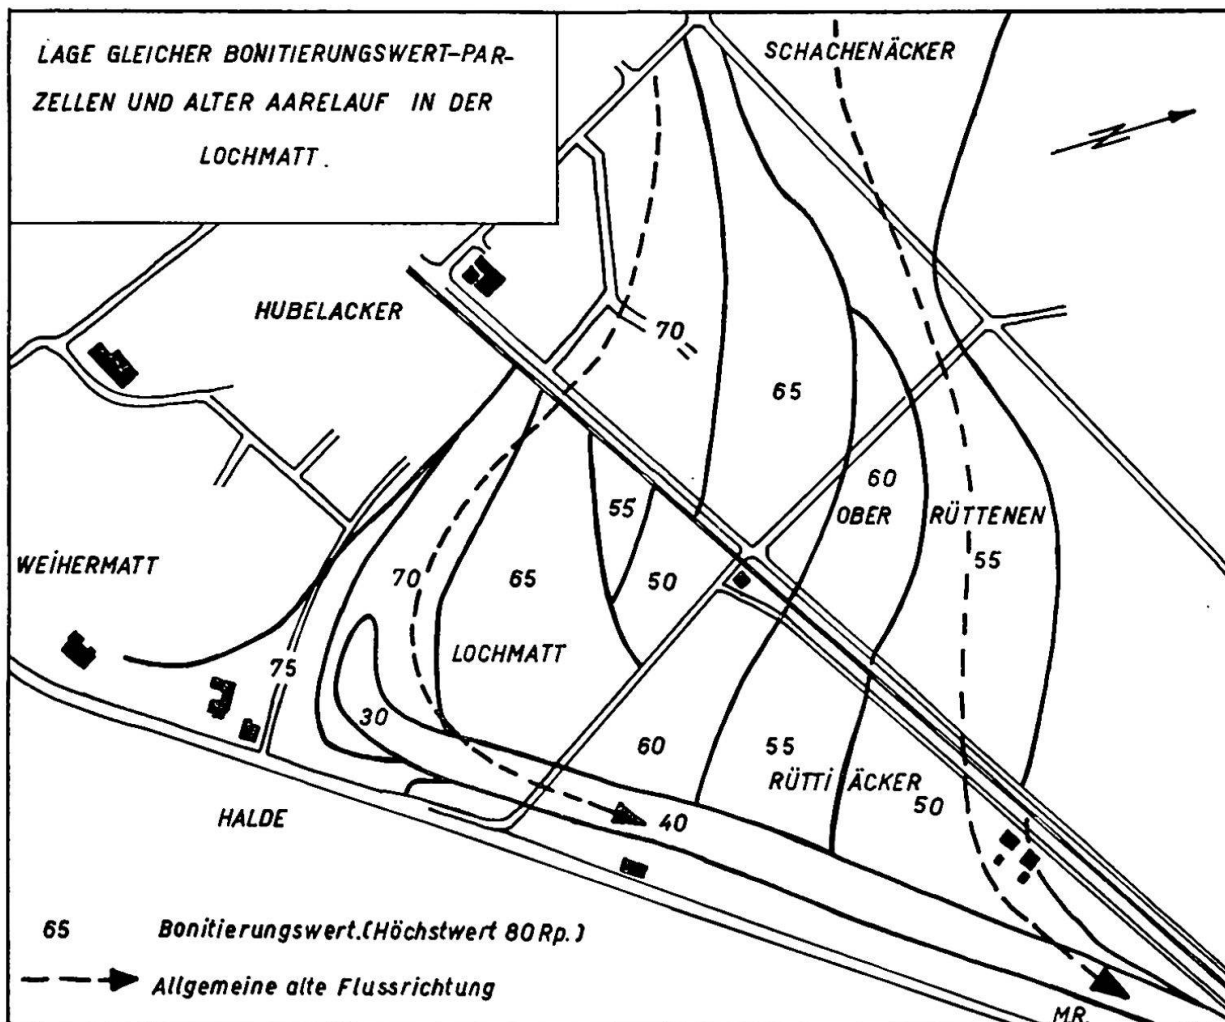 LAGE GLEICHER BONITIERUNGSWERT-PAR-
ZELLEN UND ALTER AARELAUF IN DER
LOCHMATT.
SCHACHENÄCKER
N
HUBELACKER
70
65
60
55
OBER RÜTTENEN
55
WEIHERMATT
70
65
50
LOCHMATT
75
30
60
55
RÜTTI ÄCKER
50
HALDE
40
65 Bonitierungswert.(Höchstwert 80 Rp.)
Allgemeine alte Flussrichtung
M.R.